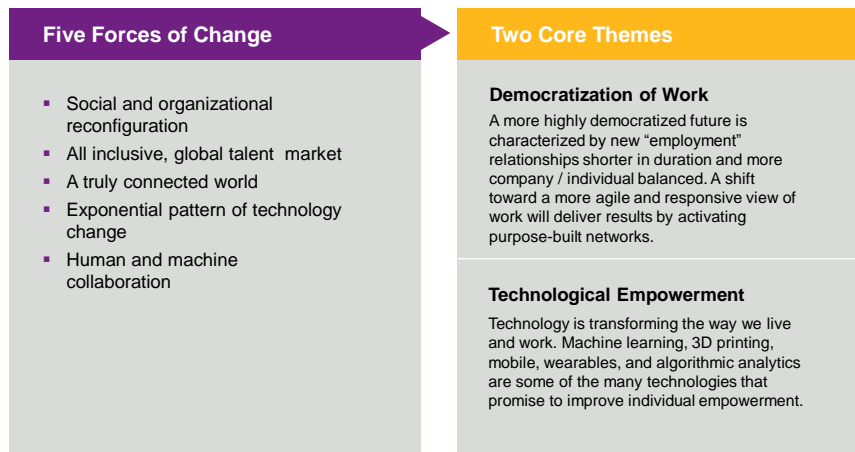 Five Forces of Change
Social and organizational
reconfiguration
All inclusive, global talent market
A truly connected world
Exponential pattern of technology
change
Human and machine
collaboration
Two Core Themes
Democratization of Work
A more highly democratized future is
characterized by new “employment”
relationships shorter in duration and more
company / individual balanced. A shift
toward a more agile and responsive view of
work will deliver results by activating
purpose-built networks.
Technological Empowerment
Technology is transforming the way we live
and work. Machine learning, 3D printing,
mobile, wearables, and algorithmic analytics
are some of the many technologies that
promise to improve individual empowerment.